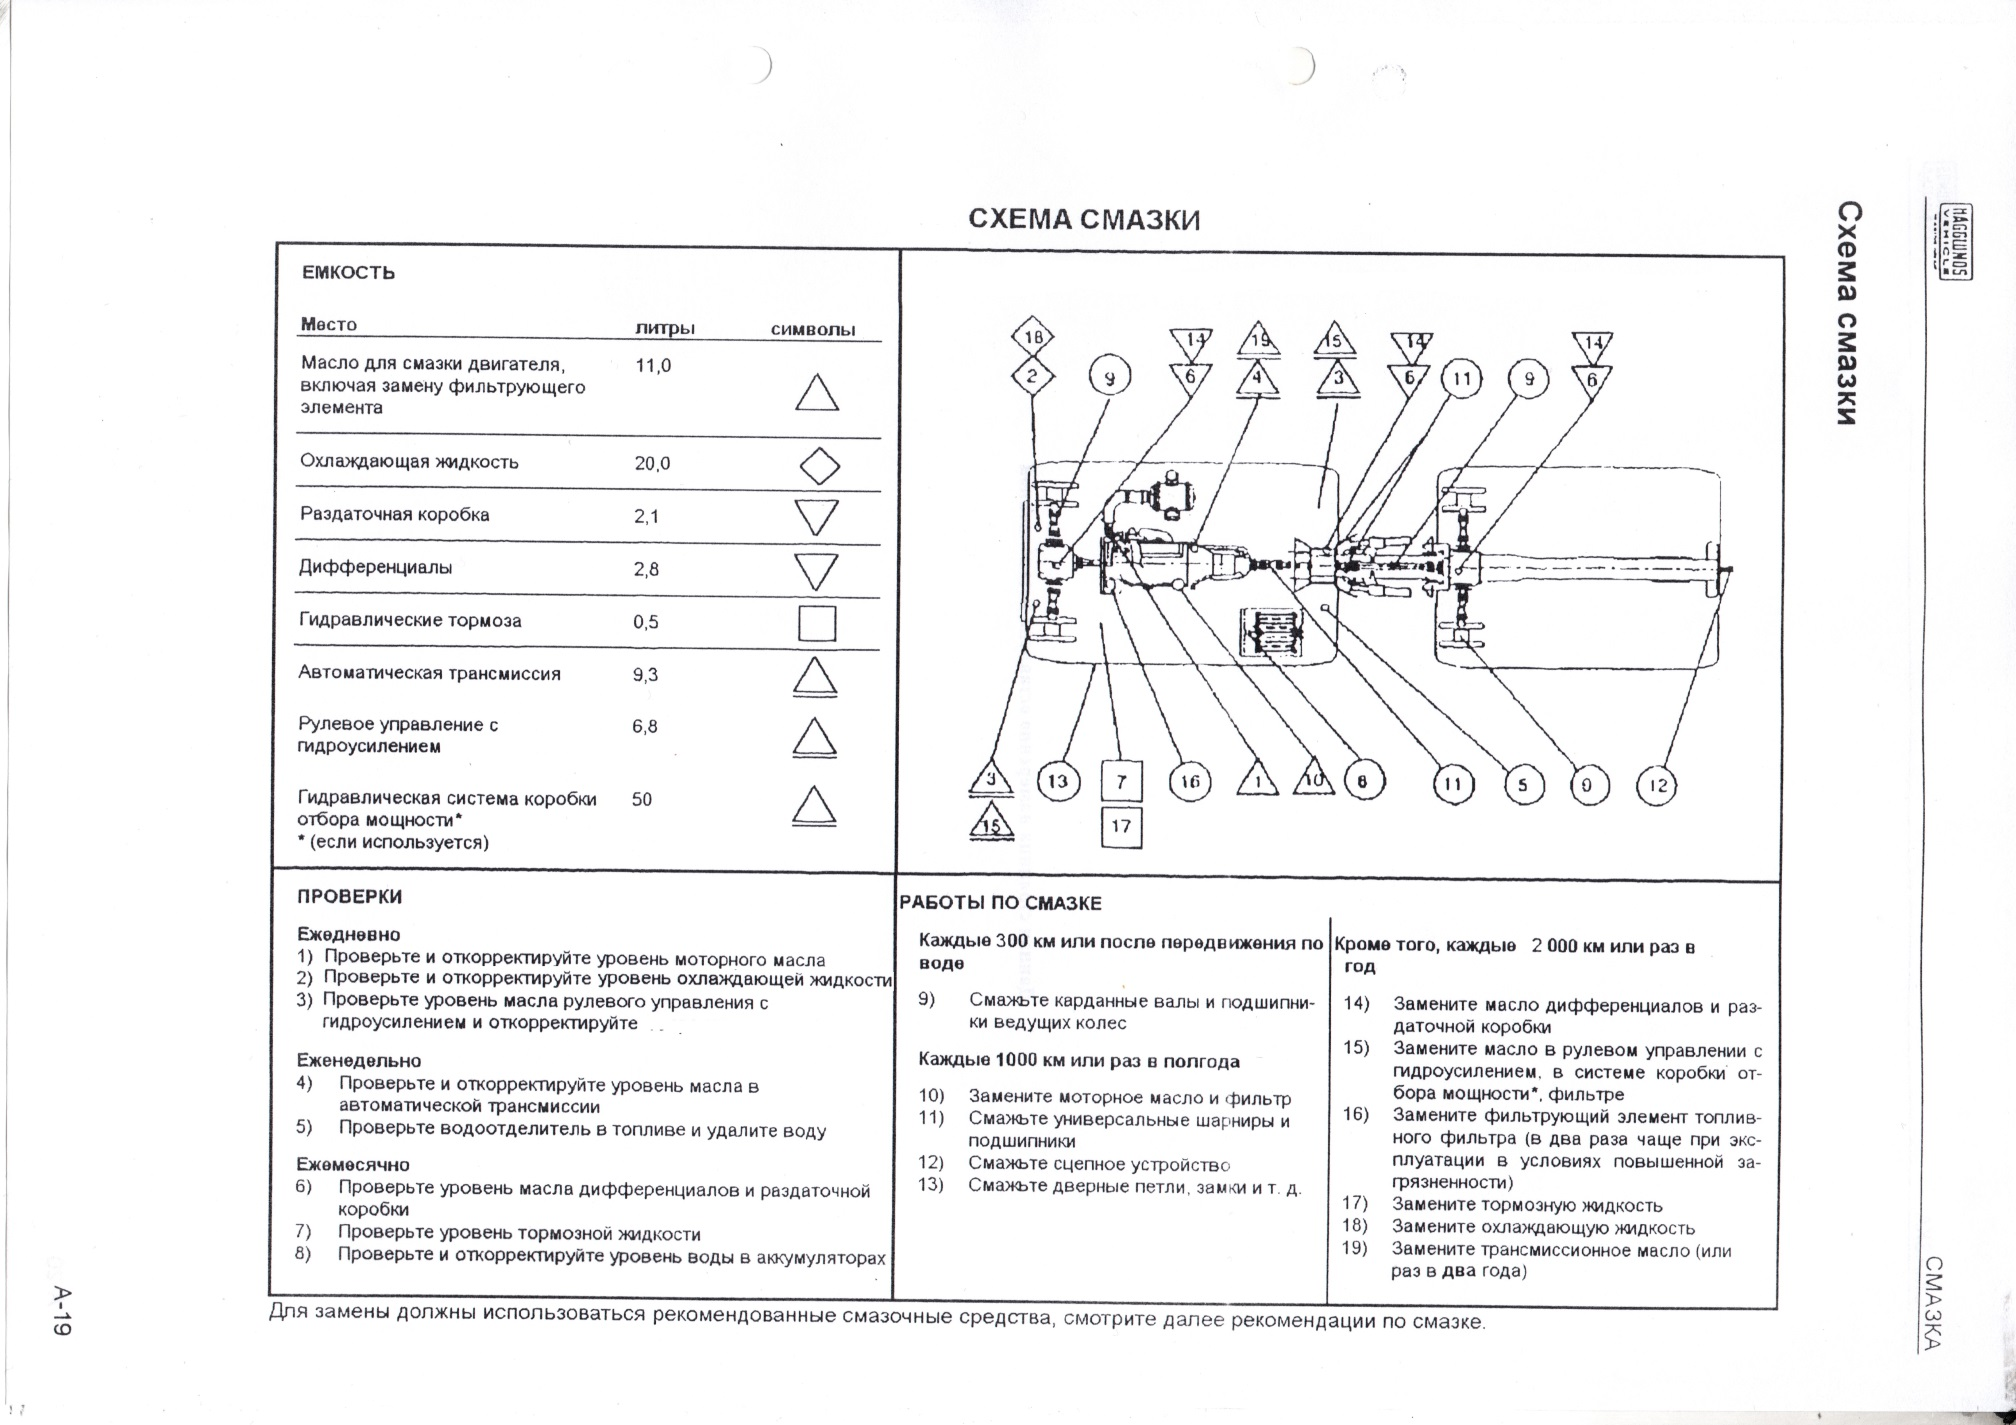 СХЕМА СМАЗКИ
ЕМКОСТЬ
Место литры символы
Масло для смазки двигателя, 11,0
включая замену фильтрующего
элемента
Охлаждающая жидкость 20,0
Раздаточная коробка 2,1
Дифференциалы 2,8
Гидравлические тормоза 0,5
Автоматическая трансмиссия 9,3
Рулевое управление с 6,8
гидроусилением
Гидравлическая система коробки 50
отбора мощности*
* (если используется)
18 14 19 15 14 14
2 9 6 4 3 6 11 9 6
3 13 7 16 1 10 8 11 5 9 12
15 17
ПРОВЕРКИ
Ежедневно
1) Проверьте и откорректируйте уровень моторного масла
2) Проверьте и откорректируйте уровень охлаждающей жидкости
3) Проверьте уровень масла рулевого управления с
гидроусилением и откорректируйте
Еженедельно
4) Проверьте и откорректируйте уровень масла в
автоматической трансмиссии
5) Проверьте водоотделитель в топливе и удалите воду
Ежемесячно
6) Проверьте уровень масла дифференциалов и раздаточной
коробки
7) Проверьте уровень тормозной жидкости
8) Проверьте и откорректируйте уровень воды в аккумуляторах
РАБОТЫ ПО СМАЗКЕ
Каждые 300 км или после передвижения по
воде
9) Смажьте карданные валы и подшипни-
ки ведущих колес
Каждые 1000 км или раз в полгода
10) Замените моторное масло и фильтр
11) Смажьте универсальные шарниры и
подшипники
12) Смажьте сцепное устройство
13) Смажьте дверные петли, замки и т. д.
Кроме того, каждые 2 000 км или раз в
год
14) Замените масло дифференциалов и раз-
даточной коробки
15) Замените масло в рулевом управлении с
гидроусилением, в системе коробки от-
бора мощности*, фильтре
16) Замените фильтрующий элемент топлив-
ного фильтра (в два раза чаще при экс-
плуатации в условиях повышенной за-
грязненности)
17) Замените тормозную жидкость
18) Замените охлаждающую жидкость
19) Замените трансмиссионное масло (или
раз в два года)
Для замены должны использоваться рекомендованные смазочные средства, смотрите далее рекомендации по смазке.
Схема смазки
HÄGGLUNDS
VEHICLE
СМАЗКА
A-19